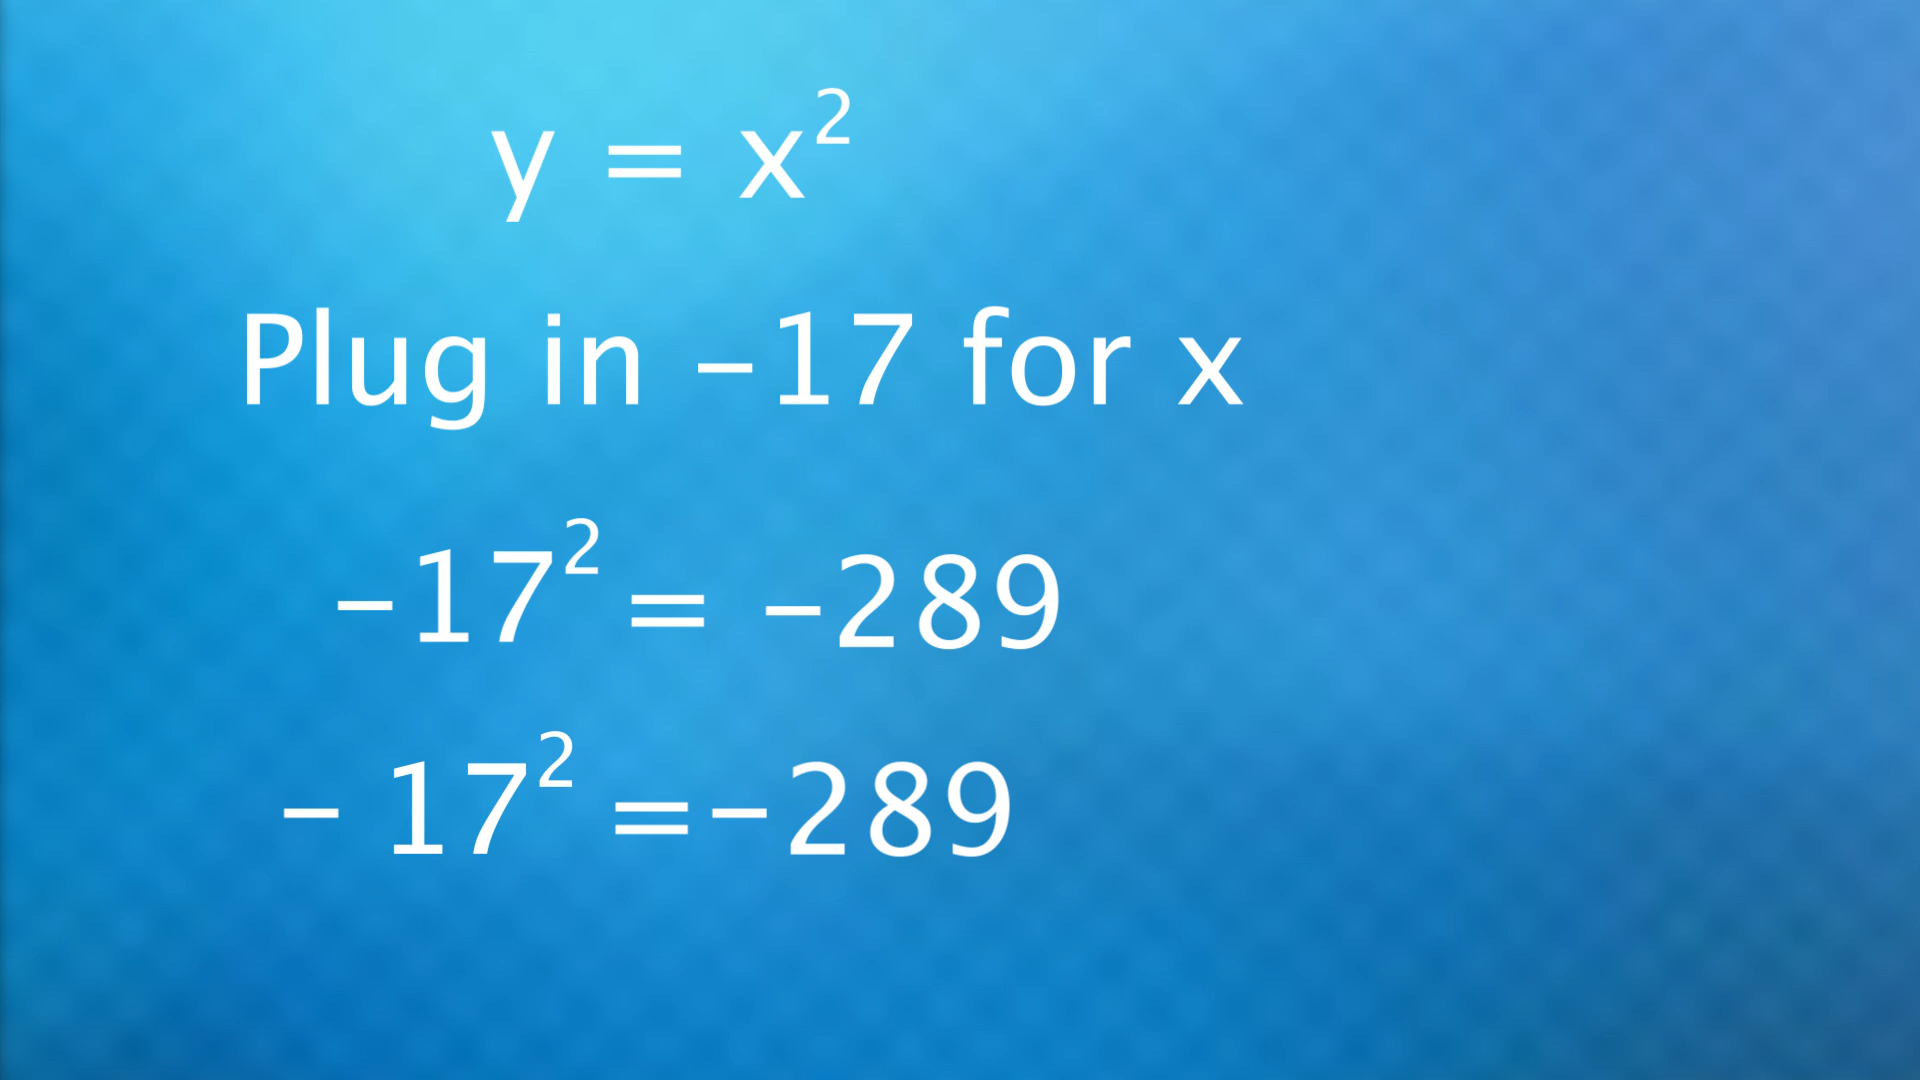 y = x²
Plug in -17 for x
-17² = -289
- 17² =-289